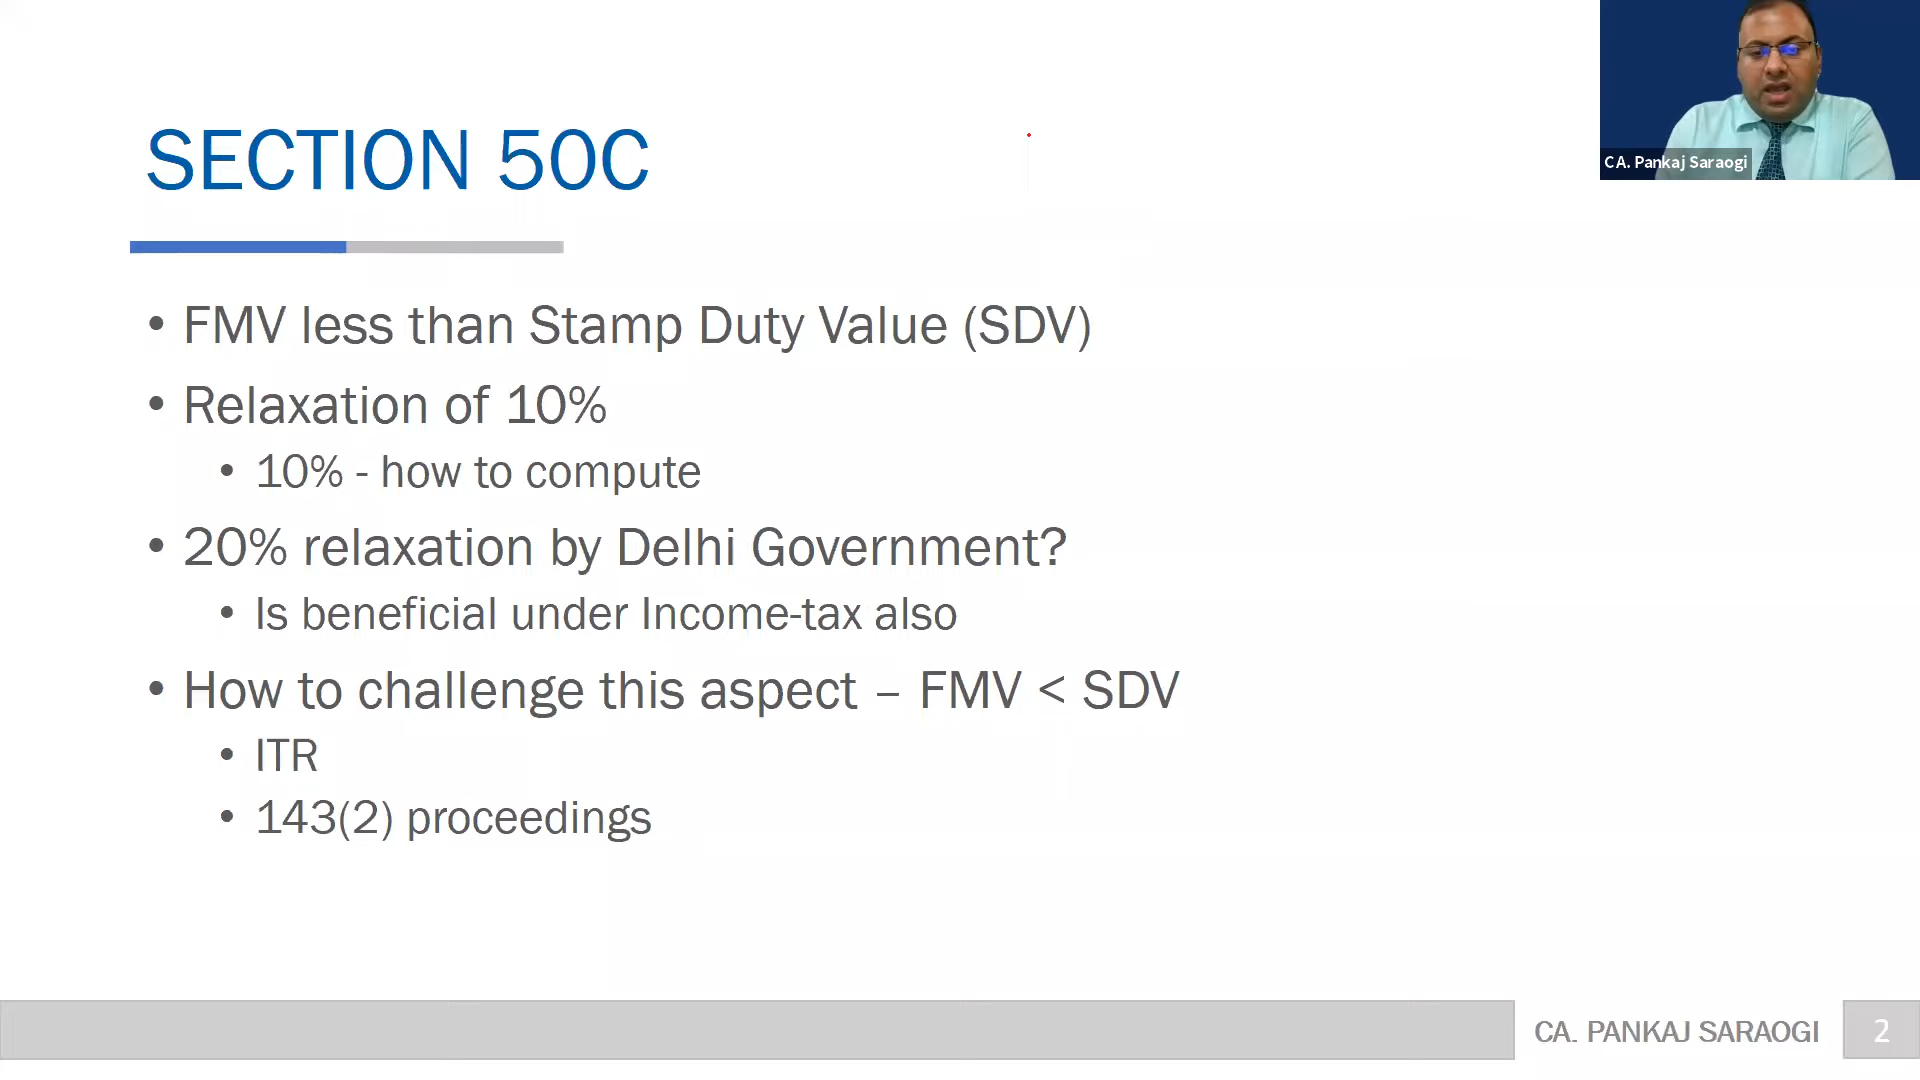 SECTION 50C
CA. Pankaj Saraogi
• FMV less than Stamp Duty Value (SDV)
• Relaxation of 10%
• 10% - how to compute
• 20% relaxation by Delhi Government?
• Is beneficial under Income-tax also
• How to challenge this aspect – FMV < SDV
• ITR
• 143(2) proceedings
CA. PANKAJ SARAOGI
2